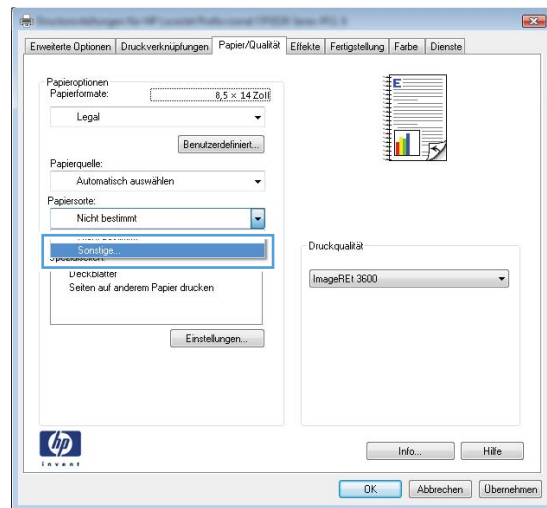 Erweiterte Optionen Druckverknüpfungen Papier/Qualität Effekte Fertigstellung Farbe Dienste
Papieroptionen
Papierformate: 8,5 × 14 Zoll
Legal
Benutzerdefiniert...
Papierquelle:
Automatisch auswählen
Papiersorte:
Nicht bestimmt
Sonstige...
Deckblätter
Seiten auf anderem Papier drucken
Einstellungen...
E
Druckqualität
ImageREt 3600
hp
invent
Info... Hilfe
OK Abbrechen Übernehmen